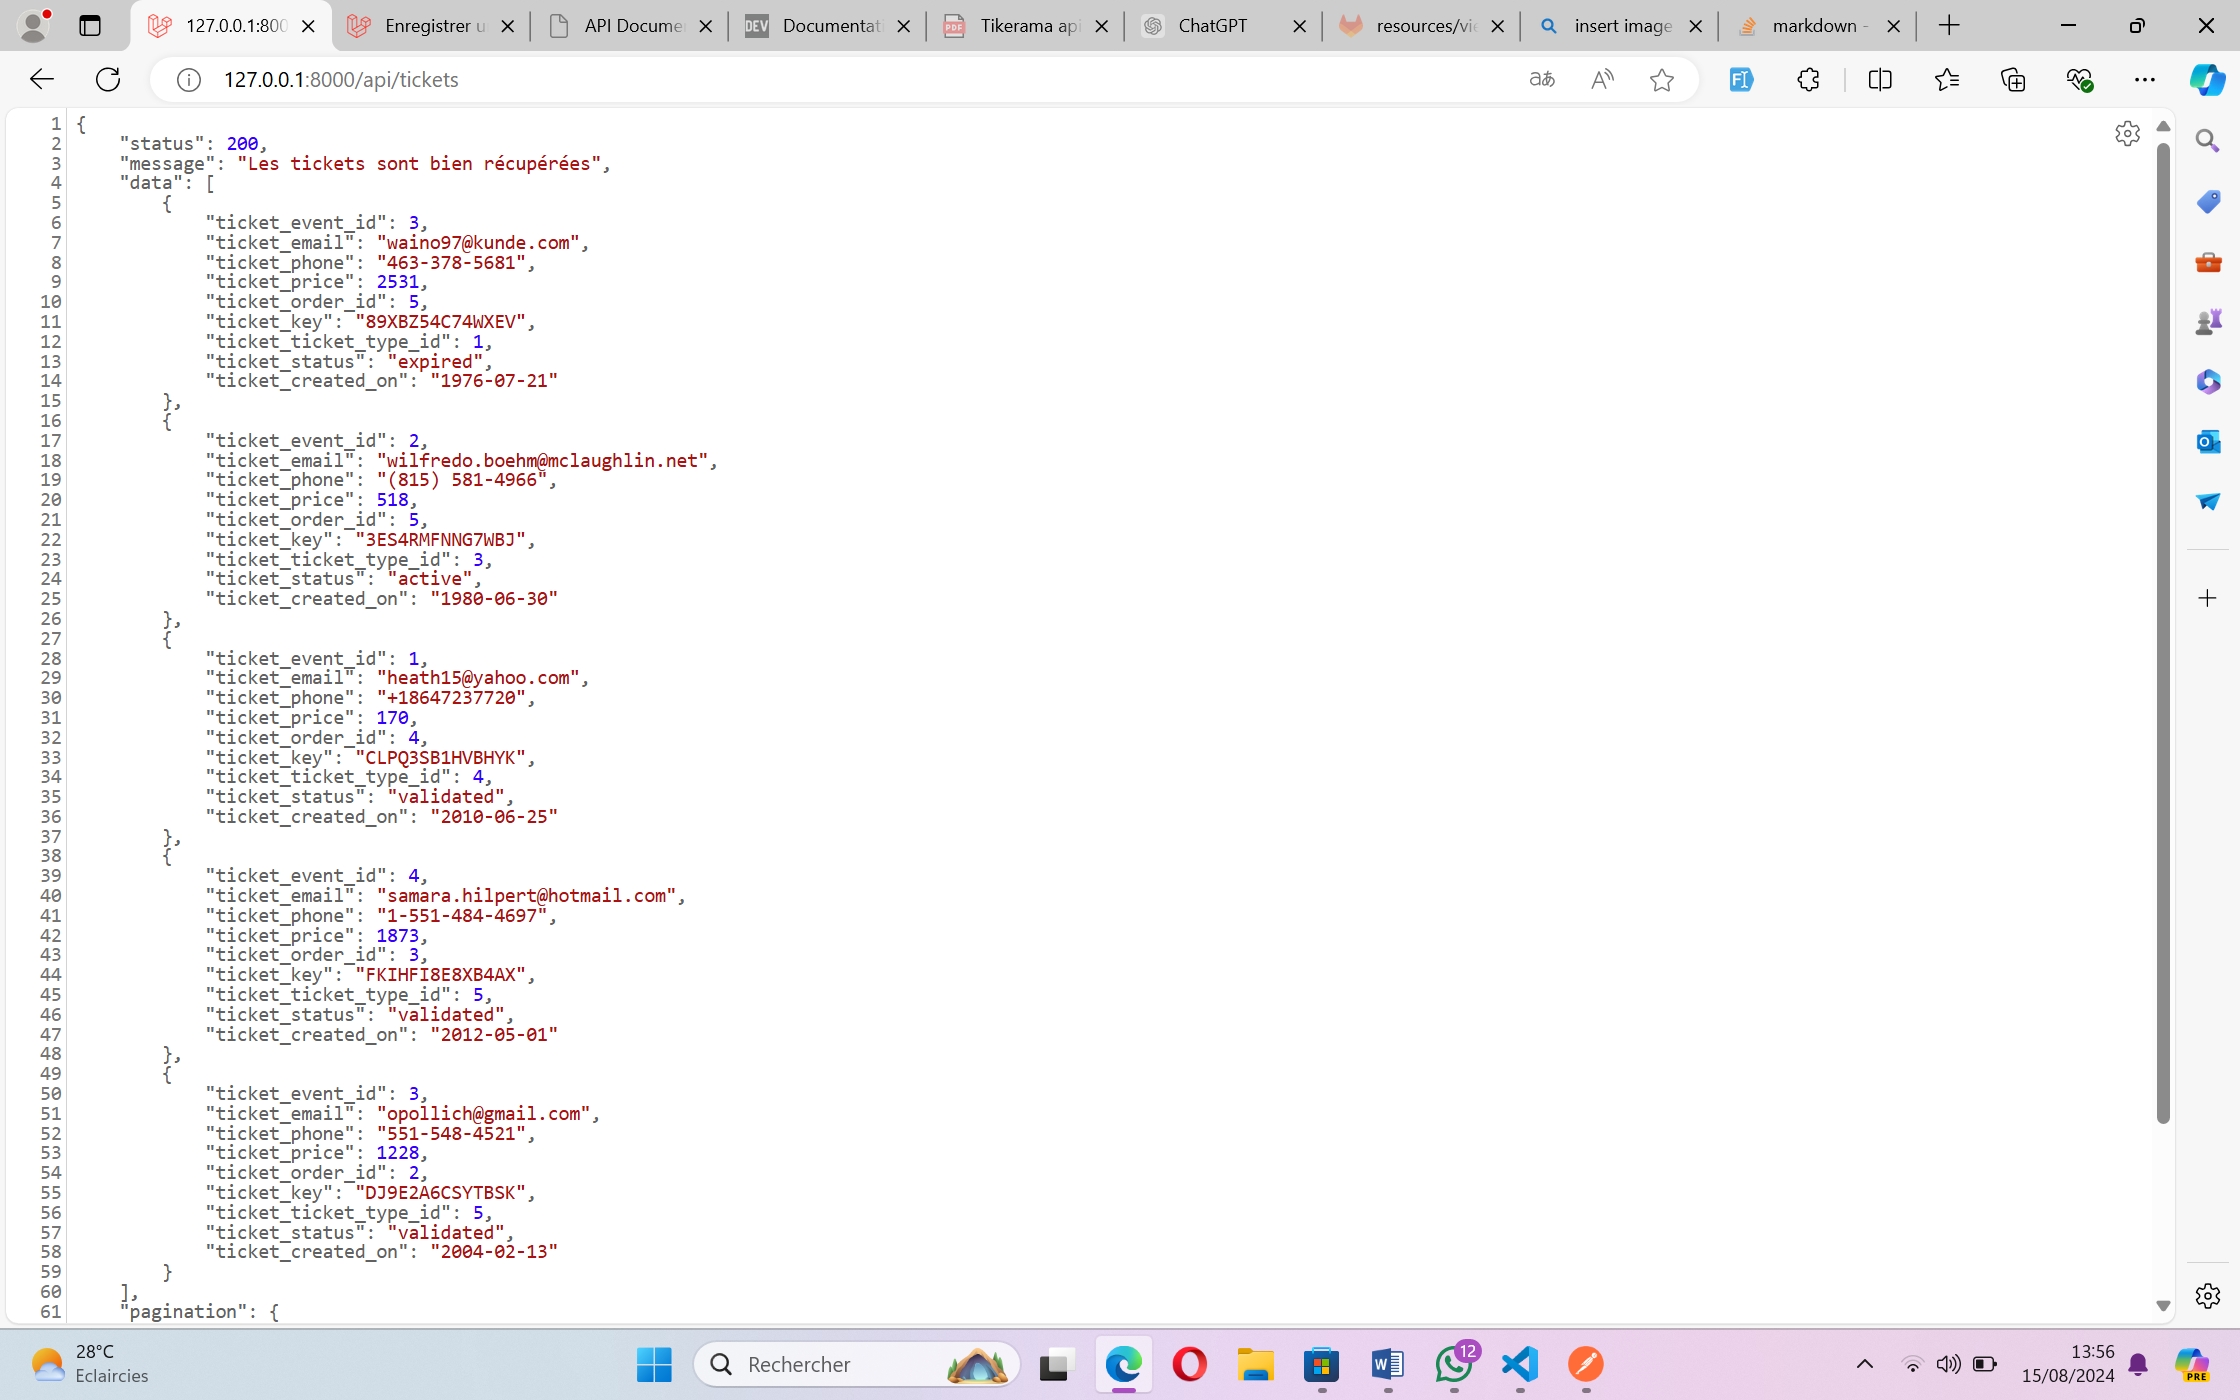 127.0.0.1:800
Enregistrer u
API Docume
DEV
Documentati
PDF
Tikerama api
ChatGPT
resources/vie
insert image
markdown -
127.0.0.1:8000/api/tickets
1 {
2 "status": 200,
3 "message": "Les tickets sont bien récupérées",
4 "data": [
5 {
6 "ticket_event_id": 3,
7 "ticket_email": "waino97@kunde.com",
8 "ticket_phone": "463-378-5681",
9 "ticket_price": 2531,
10 "ticket_order_id": 5,
11 "ticket_key": "89XBZ54C74WXEV",
12 "ticket_ticket_type_id": 1,
13 "ticket_status": "expired",
14 "ticket_created_on": "1976-07-21"
15 },
16 {
17 "ticket_event_id": 2,
18 "ticket_email": "wilfredo.boehm@mclaughlin.net",
19 "ticket_phone": "(815) 581-4966",
20 "ticket_price": 518,
21 "ticket_order_id": 5,
22 "ticket_key": "3ES4RMFNNG7WBJ",
23 "ticket_ticket_type_id": 3,
24 "ticket_status": "active",
25 "ticket_created_on": "1980-06-30"
26 },
27 {
28 "ticket_event_id": 1,
29 "ticket_email": "heath15@yahoo.com",
30 "ticket_phone": "+18647237720",
31 "ticket_price": 170,
32 "ticket_order_id": 4,
33 "ticket_key": "CLPQ3SB1HVBHYK",
34 "ticket_ticket_type_id": 4,
35 "ticket_status": "validated",
36 "ticket_created_on": "2010-06-25"
37 },
38 {
39 "ticket_event_id": 4,
40 "ticket_email": "samara.hilpert@hotmail.com",
41 "ticket_phone": "1-551-484-4697",
42 "ticket_price": 1873,
43 "ticket_order_id": 3,
44 "ticket_key": "FKIHFI8E8XB4AX",
45 "ticket_ticket_type_id": 5,
46 "ticket_status": "validated",
47 "ticket_created_on": "2012-05-01"
48 },
49 {
50 "ticket_event_id": 3,
51 "ticket_email": "opollich@gmail.com",
52 "ticket_phone": "551-548-4521",
53 "ticket_price": 1228,
54 "ticket_order_id": 2,
55 "ticket_key": "DJ9E2A6CSYTBSK",
56 "ticket_ticket_type_id": 5,
57 "ticket_status": "validated",
58 "ticket_created_on": "2004-02-13"
59 }
60 ],
61 "pagination": {
28°C
Eclaircies
Rechercher
12
13:56
15/08/2024
PRE